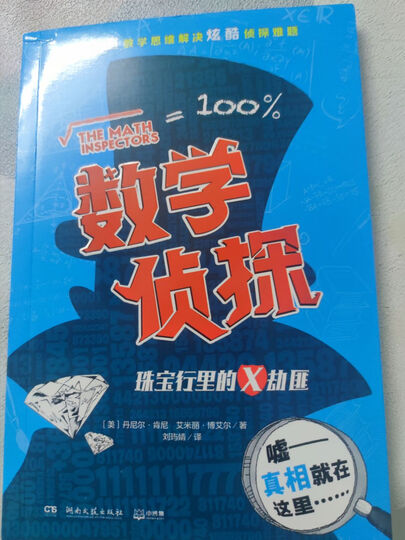 数学思维解决炫酷侦探难题
x∈R
√THE MATH INSPECTORS = 100%
数学
侦探
珠宝行里的X劫匪
[美]丹尼尔·肯尼 艾米丽·博艾尔/著
刘玙婧/译
嘘——
真相就在
这里……
湖南文艺出版社
小博集